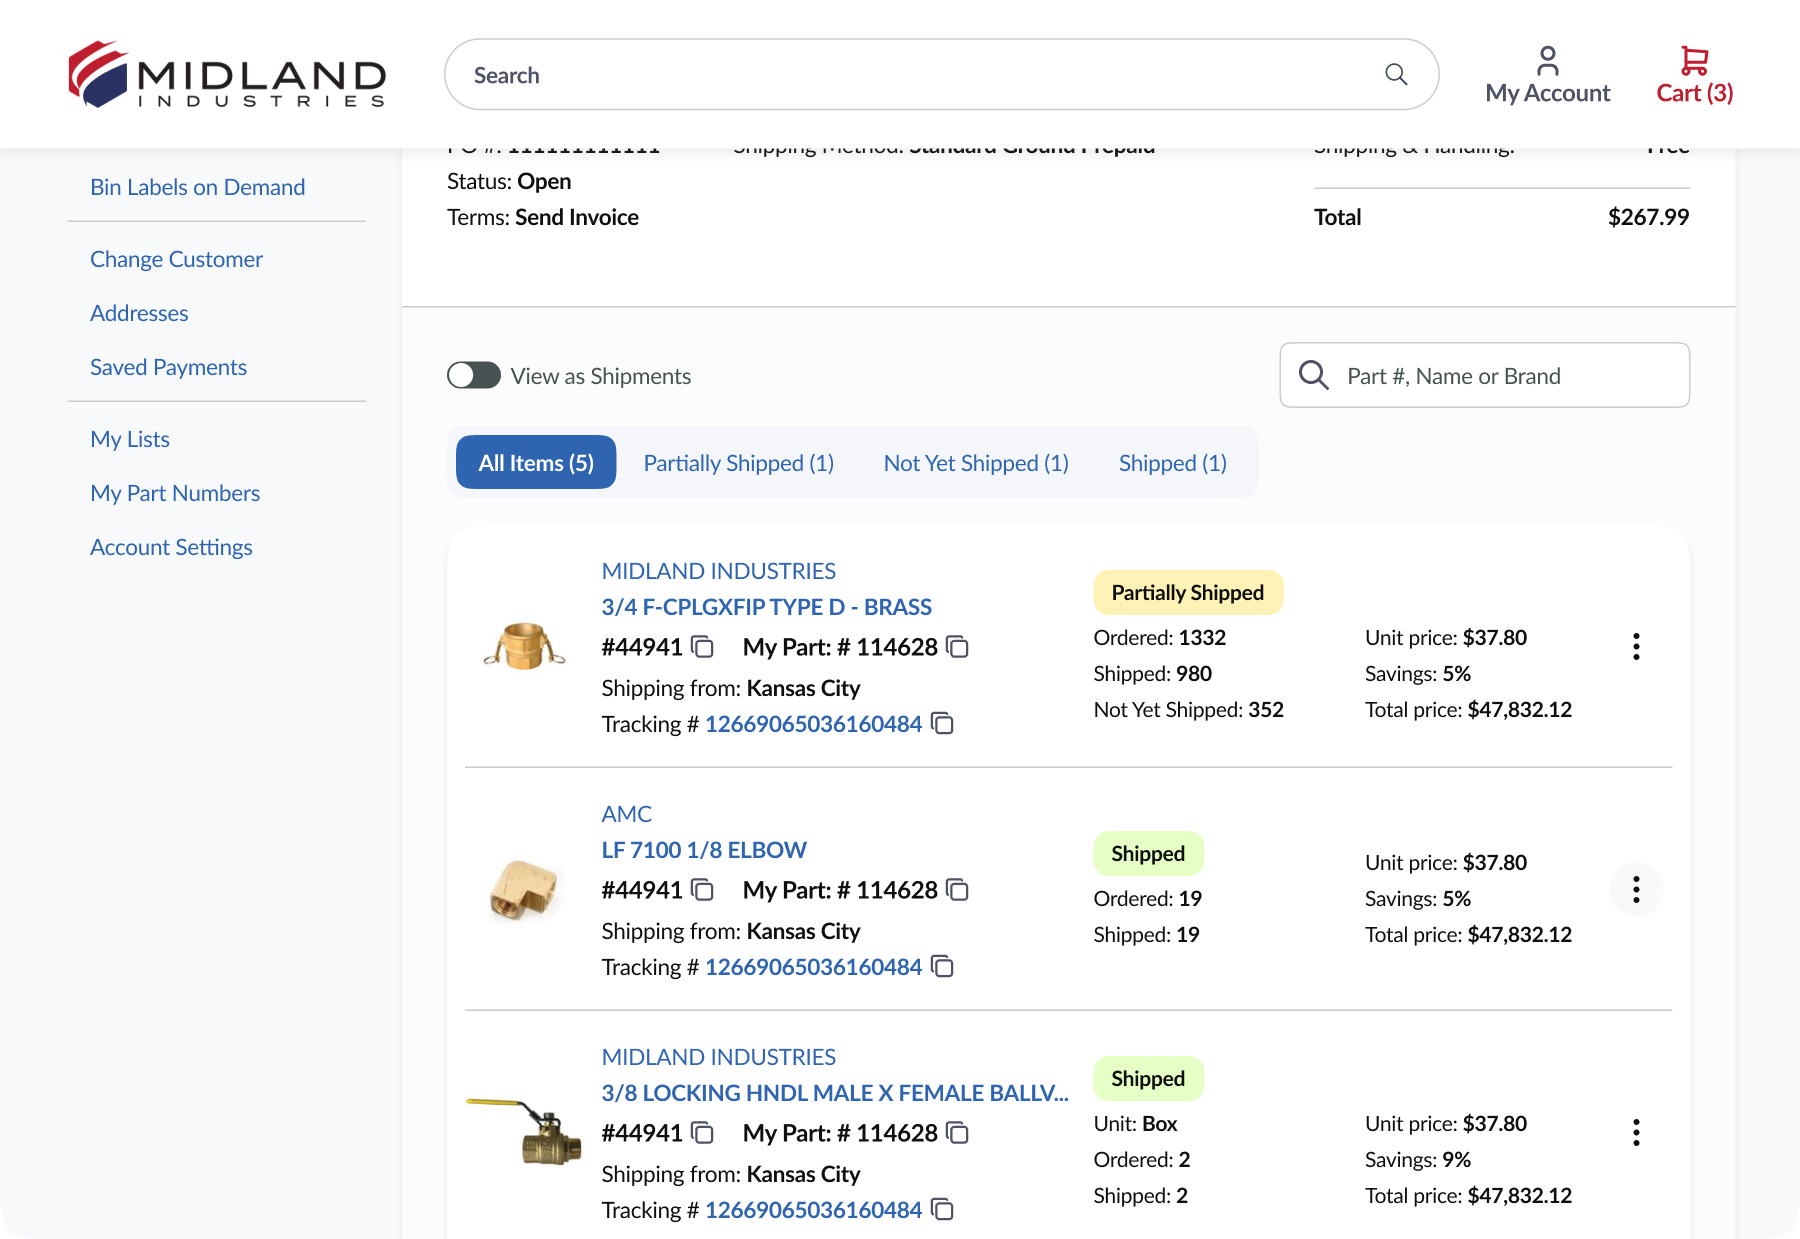 MIDLAND
INDUSTRIES
Search
My Account
Cart (3)
Shipping Method: Standard Ground Prepaid
Shipping & Handling:
Free
Bin Labels on Demand
Status: Open
Terms: Send Invoice
Total
$267.99
Change Customer
Addresses
Saved Payments
My Lists
My Part Numbers
Account Settings
View as Shipments
Part #, Name or Brand
All Items (5)
Partially Shipped (1)
Not Yet Shipped (1)
Shipped (1)
MIDLAND INDUSTRIES
3/4 F-CPLGXFIP TYPE D - BRASS
#44941
My Part: # 114628
Shipping from: Kansas City
Tracking # 12669065036160484
Partially Shipped
Ordered: 1332
Shipped: 980
Not Yet Shipped: 352
Unit price: $37.80
Savings: 5%
Total price: $47,832.12
AMC
LF 7100 1/8 ELBOW
#44941
My Part: # 114628
Shipping from: Kansas City
Tracking # 12669065036160484
Shipped
Ordered: 19
Shipped: 19
Unit price: $37.80
Savings: 5%
Total price: $47,832.12
MIDLAND INDUSTRIES
3/8 LOCKING HNDL MALE X FEMALE BALLV...
#44941
My Part: # 114628
Shipping from: Kansas City
Tracking # 12669065036160484
Shipped
Unit: Box
Ordered: 2
Shipped: 2
Unit price: $37.80
Savings: 9%
Total price: $47,832.12